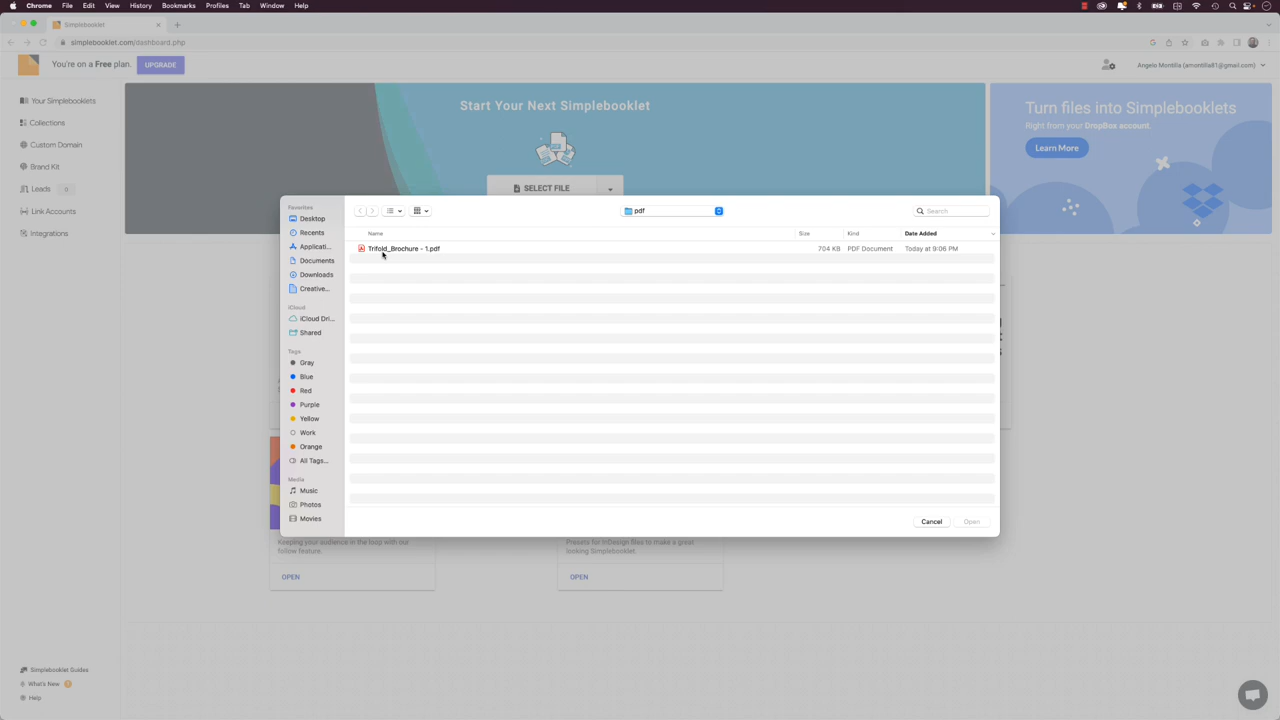 Chrome File Edit View History Bookmarks Profiles Tab Window Help
Simplebooklet
simplebooklet.com/dashboard.php
You're on a Free plan. UPGRADE
Angelo Montilla (amontilla81@gmail.com)
Your Simplebooklets
Collections
Custom Domain
Brand Kit
Leads 0
Link Accounts
Integrations
Start Your Next Simplebooklet
SELECT FILE
Turn files into Simplebooklets
Right from your DropBox account.
Learn More
Favorites
Desktop
Recents
Applicati...
Documents
Downloads
Creative...
iCloud
iCloud Dri...
Shared
Tags
Gray
Blue
Red
Purple
Yellow
Work
Orange
All Tags...
Media
Music
Photos
Movies
pdf
Search
Name Size Kind Date Added
Trifold_Brochure - 1.pdf 704 KB PDF Document Today at 9:06 PM
Cancel Open
Keeping your audience in the loop with our
follow feature.
OPEN
Presets for InDesign files to make a great
looking Simplebooklet.
OPEN
Simplebooklet Guides
What's New
Help